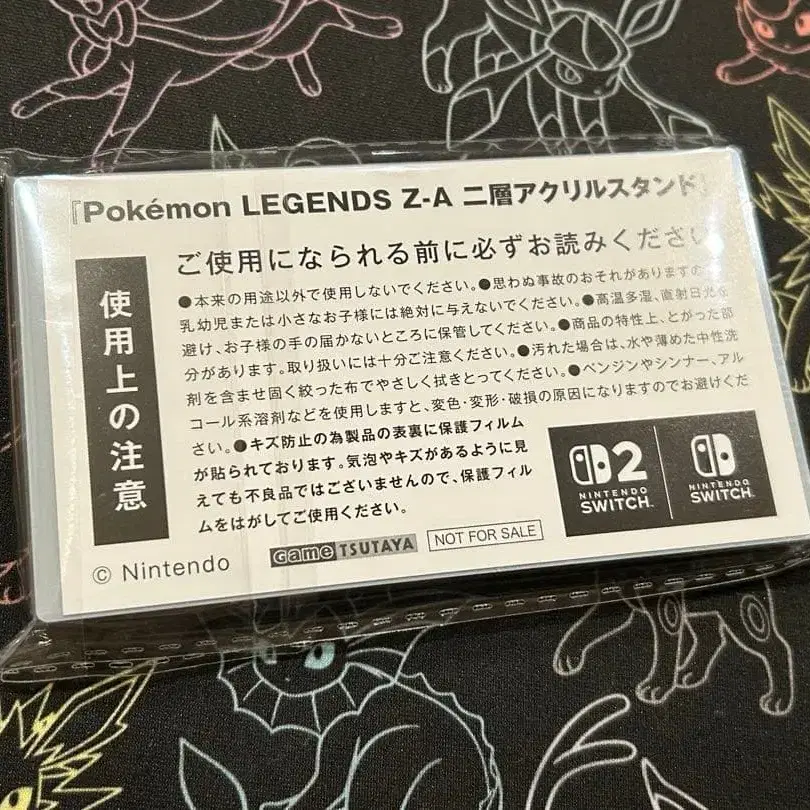 『Pokémon LEGENDS Z-A 二層アクリルスタンド』
使用上の注意
ご使用になられる前に必ずお読みくださ
●本来の用途以外で使用しないでください。●思わぬ事故のおそれがありますの
乳幼児または小さなお子様には絶対に与えないでください。●高温多湿、直射日光
避け、お子様の手の届かないところに保管してください。●商品の特性上、とがった部
分があります。取り扱いには十分ご注意ください。●汚れた場合は、水や薄めた中性洗
剤を含ませ固く絞った布でやさしく拭きとってください。●ベンジンやシンナー、アル
コール系溶剤などを使用しますと、変色・変形・破損の原因になりますのでお避けくだ
さい。●キズ防止の為製品の表裏に保護フィルム
が貼られております。気泡やキズがあるように見
えても不良品ではございませんので、保護フィル
ムをはがしてご使用ください。
2
NINTENDO
SWITCH™
NINTENDO
SWITCH™
© Nintendo
Game TSUTAYA
NOT FOR SALE